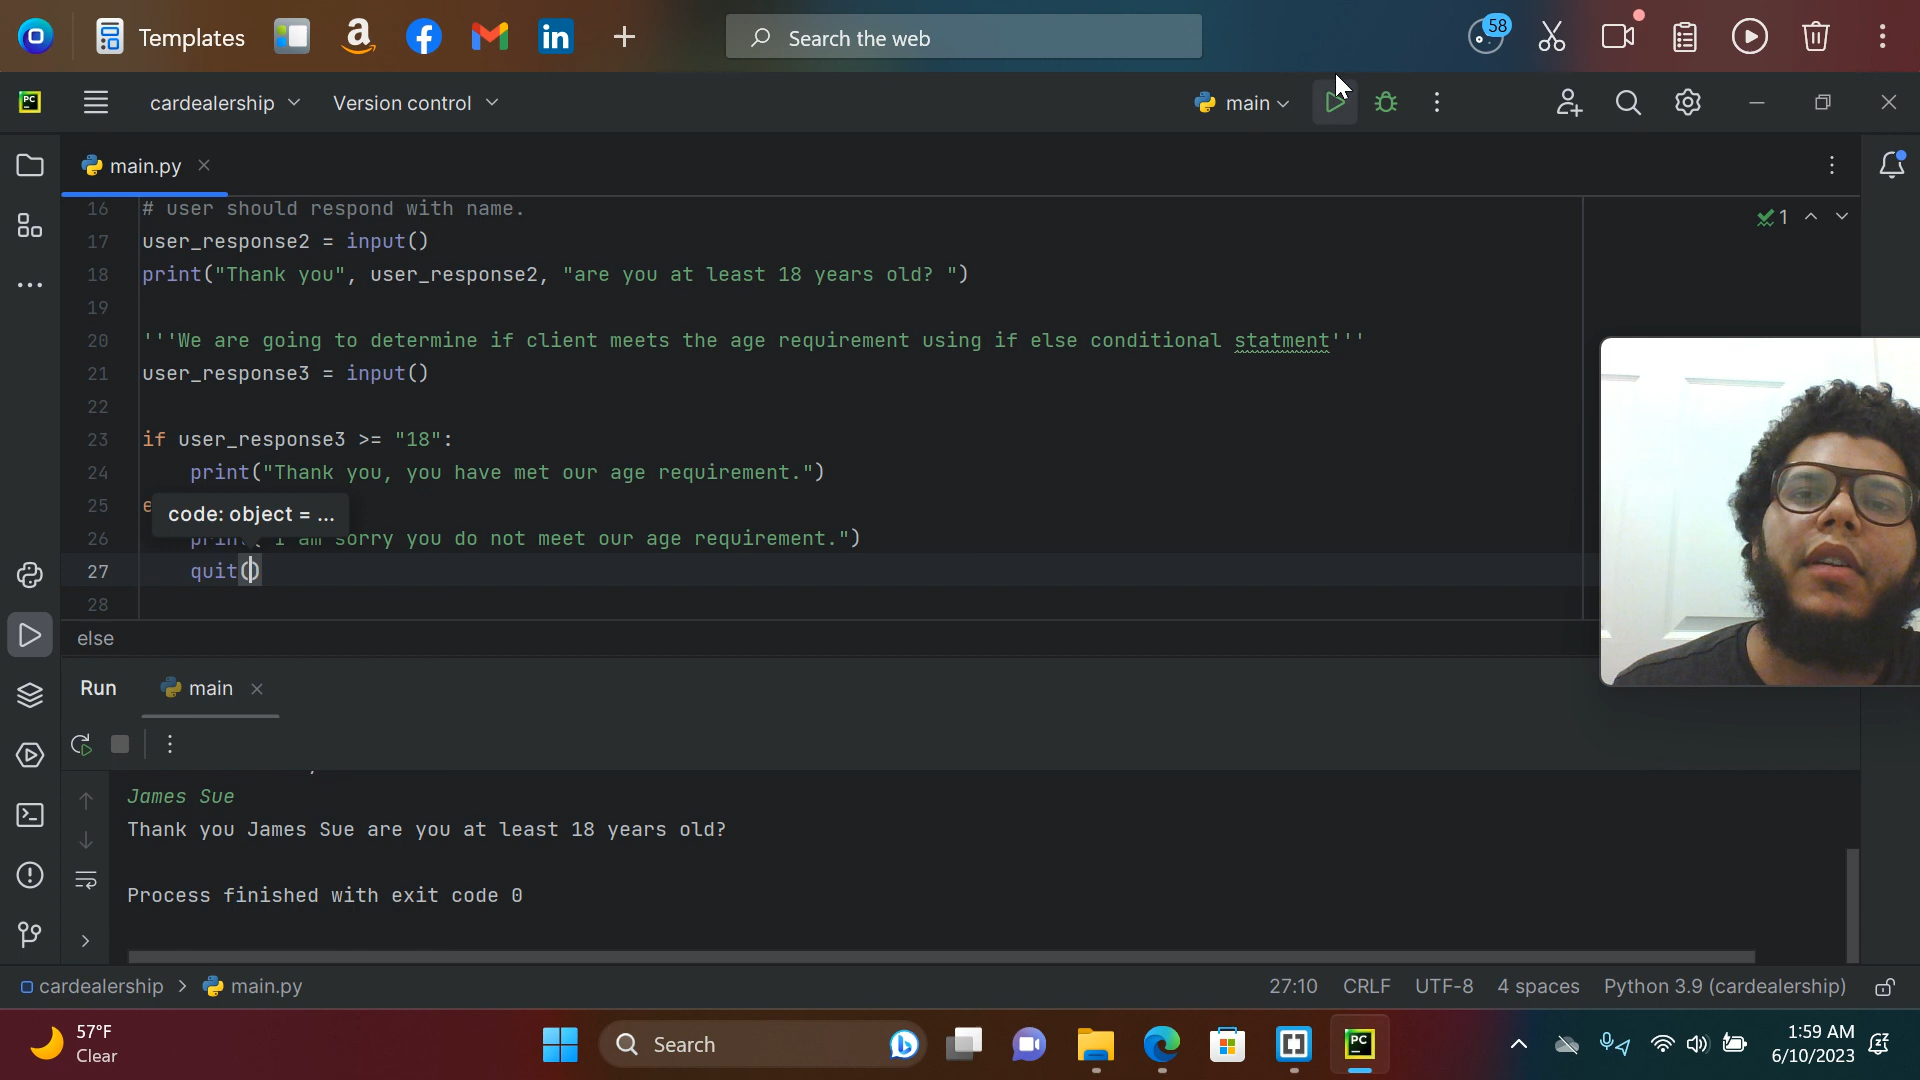 Templates
Search the web
58
PC
cardealership
Version control
main
main.py
16 # user should respond with name.
17 user_response2 = input()
18 print("Thank you", user_response2, "are you at least 18 years old? ")
19
20 '''We are going to determine if client meets the age requirement using if else conditional statment'''
21 user_response3 = input()
22
23 if user_response3 >= "18":
24 print("Thank you, you have met our age requirement.")
25 e
code: object = ...
26 print("I am sorry you do not meet our age requirement.")
27 quit()
28
1
else
Run
main
James Sue
Thank you James Sue are you at least 18 years old?
Process finished with exit code 0
cardealership > main.py
27:10 CRLF UTF-8 4 spaces Python 3.9 (cardealership)
57°F
Clear
Search
PC
1:59 AM
6/10/2023